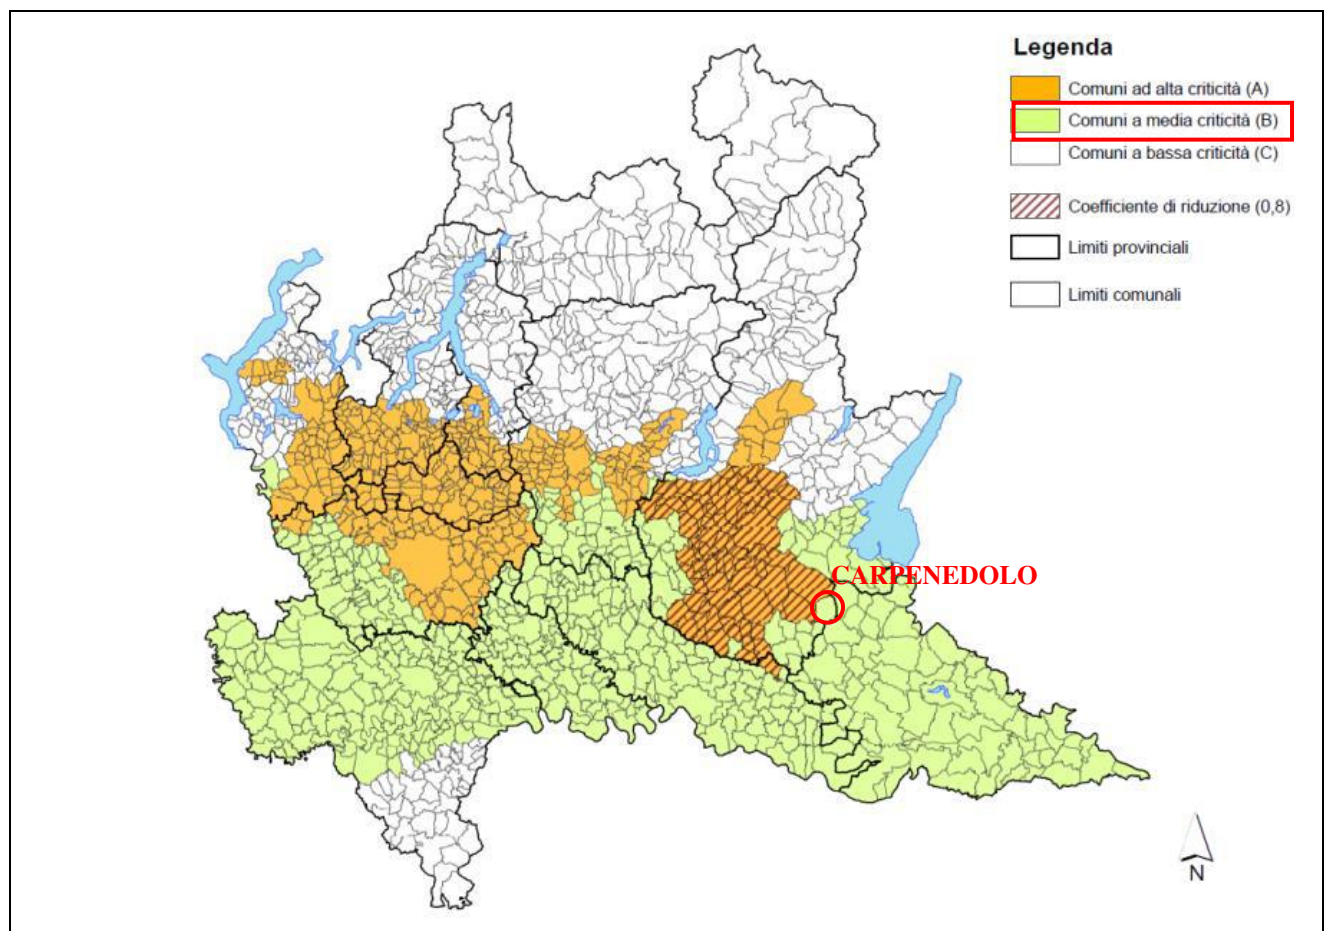 Legenda
Comuni ad alta criticità (A)
Comuni a media criticità (B)
Comuni a bassa criticità (C)
Coefficiente di riduzione (0,8)
Limiti provinciali
Limiti comunali
CARPENEDOLO
N